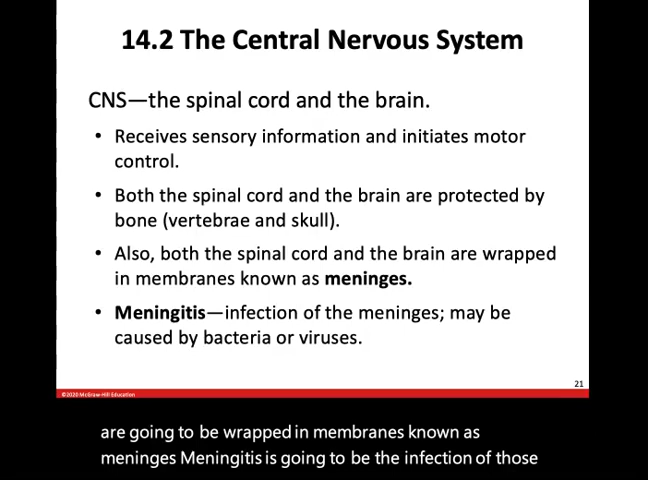 14.2 The Central Nervous System
CNS—the spinal cord and the brain.
• Receives sensory information and initiates motor
control.
• Both the spinal cord and the brain are protected by
bone (vertebrae and skull).
• Also, both the spinal cord and the brain are wrapped
in membranes known as meninges.
• Meningitis—infection of the meninges; may be
caused by bacteria or viruses.
21
©2020 McGraw-Hill Education
are going to be wrapped in membranes known as
meninges Meningitis is going to be the infection of those